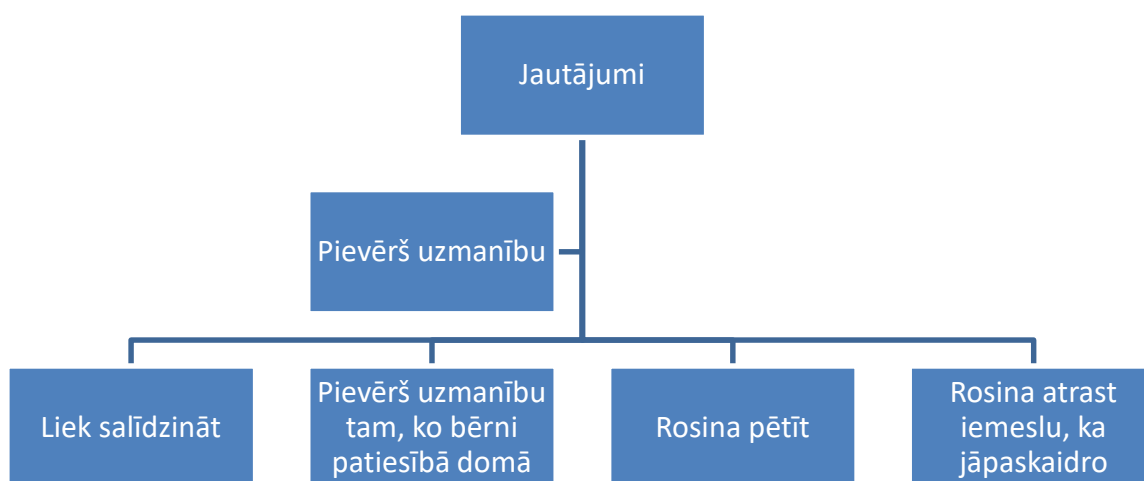 Jautājumi
Pievērš uzmanību
Liek salīdzināt
Pievērš uzmanību
tam, ko bērni
patiesībā domā
Rosina pētīt
Rosina atrast
iemeslu, ka
jāpaskaidro